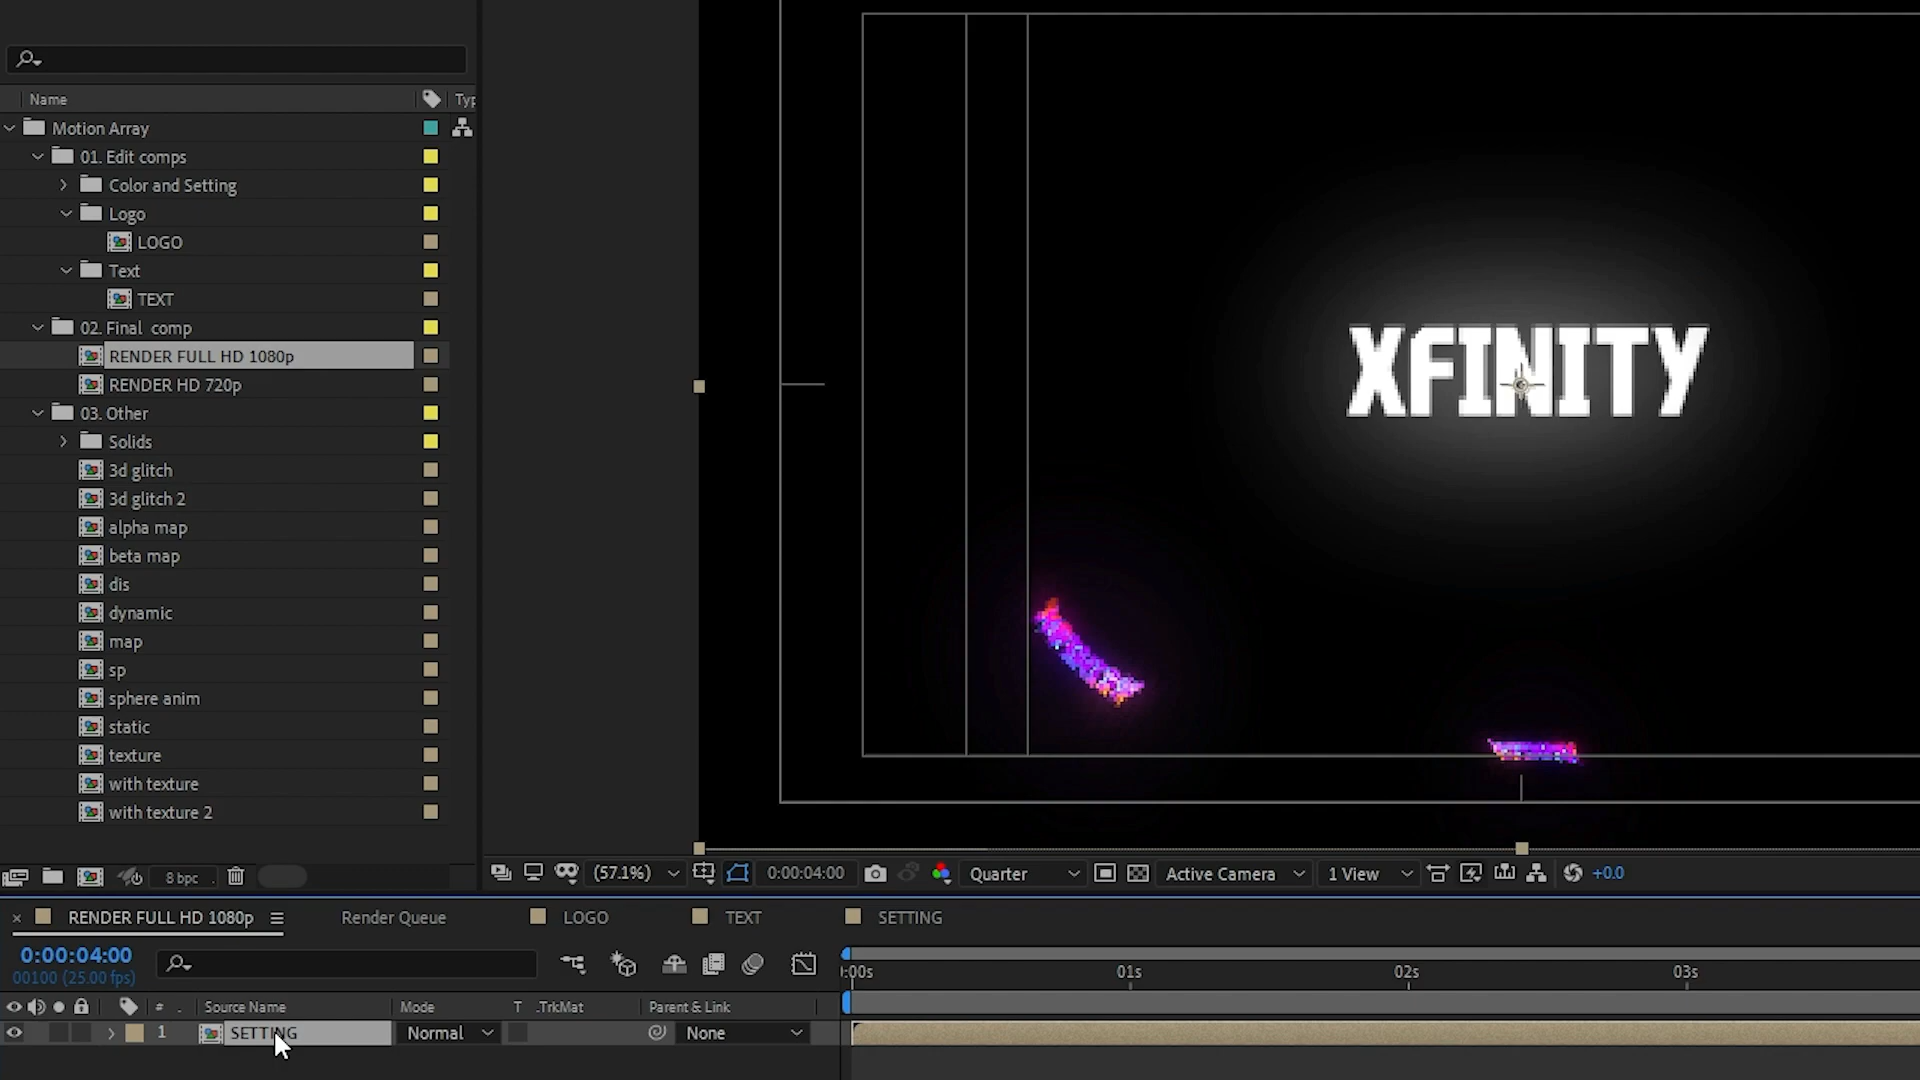 Name
Typ
Motion Array
01. Edit comps
Color and Setting
Logo
LOGO
Text
TEXT
02. Final comp
RENDER FULL HD 1080p
RENDER HD 720p
03. Other
Solids
3d glitch
3d glitch 2
alpha map
beta map
dis
dynamic
map
sp
sphere anim
static
texture
with texture
with texture 2
8 bpc
XFINITY
(57.1%)
0:00:04:00
Quarter
Active Camera
1 View
+0.0
RENDER FULL HD 1080p
Render Queue
LOGO
TEXT
SETTING
0:00:04:00
00100 (25.00 fps)
:00s
01s
02s
03s
# Source Name
Mode
T .TrkMat
Parent & Link
1 SETTING
Normal
None